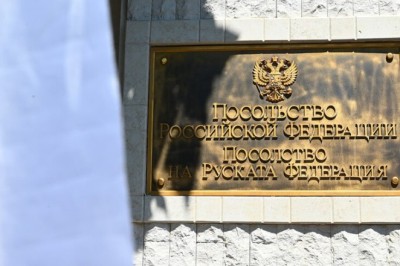 Посольство
Российской Федерации
Посолство
на Руската Федерация